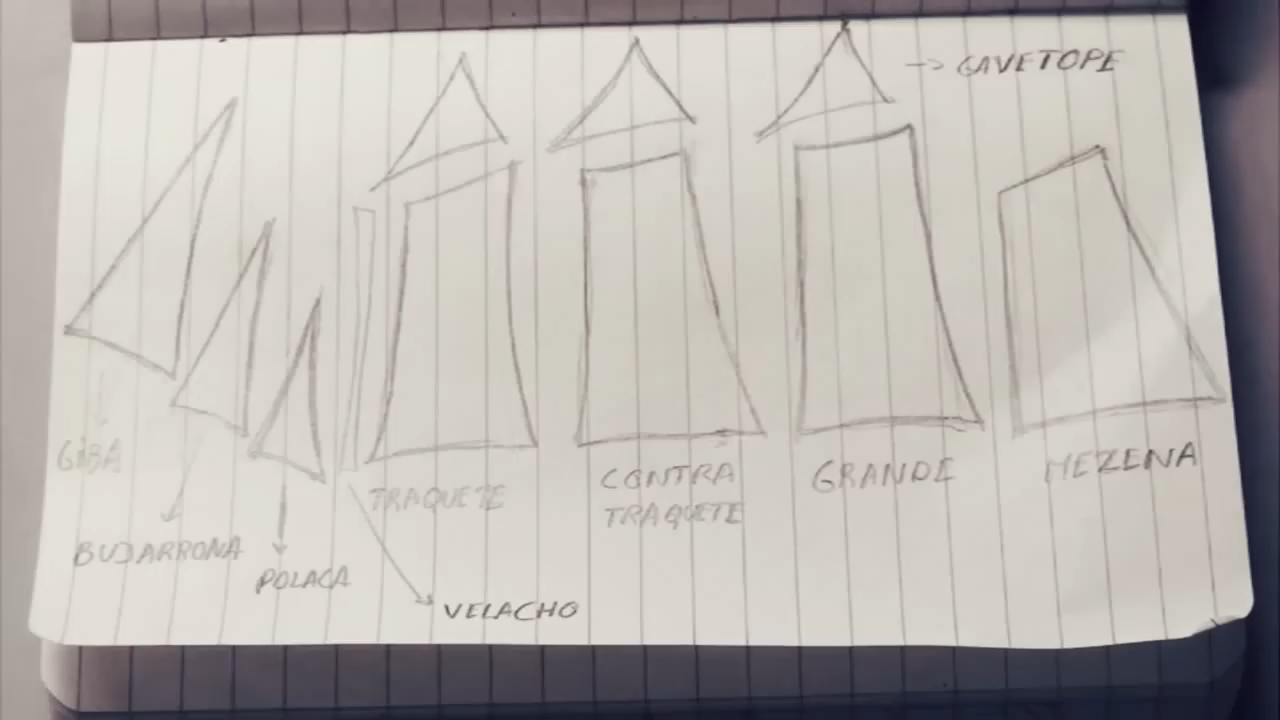 GAVETOPE
GIBA
BUJARRONA
POLACA
VELACHO
TRAQUETE
CONTRA
TRAQUETE
GRANDE
MEZENA